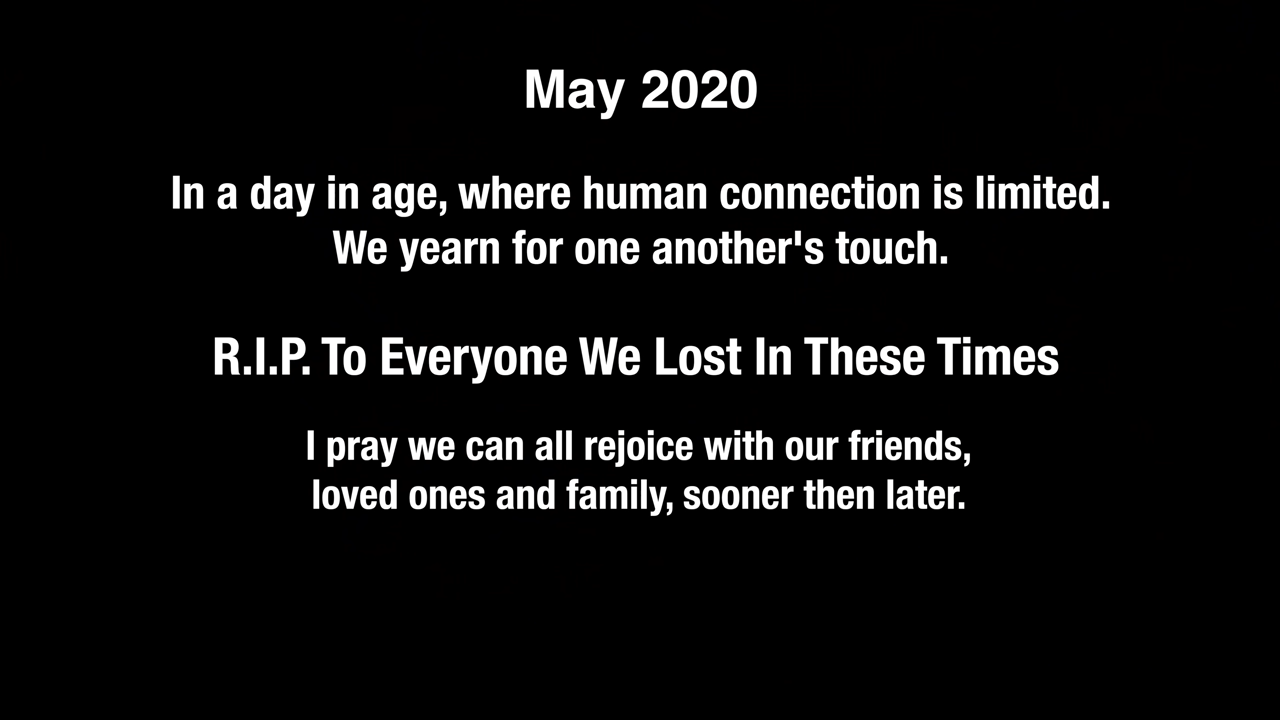 May 2020
In a day in age, where human connection is limited.
We yearn for one another's touch.
R.I.P. To Everyone We Lost In These Times
I pray we can all rejoice with our friends,
loved ones and family, sooner then later.